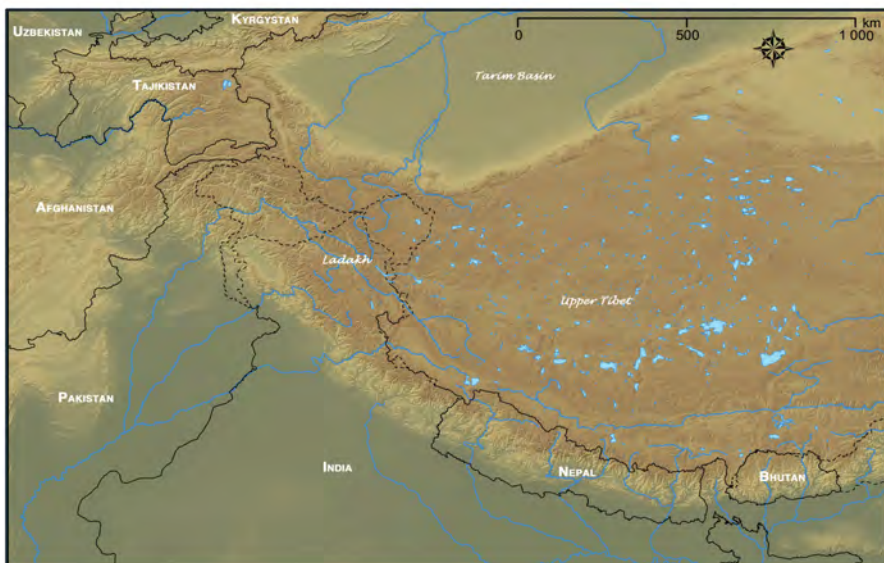 KYRGYSTAN
UZBEKISTAN
0 500 1 000
km
Tarim Basin
TAJIKISTAN
AFGHANISTAN
Ladakh
Upper Tibet
PAKISTAN
INDIA
NEPAL
BHUTAN